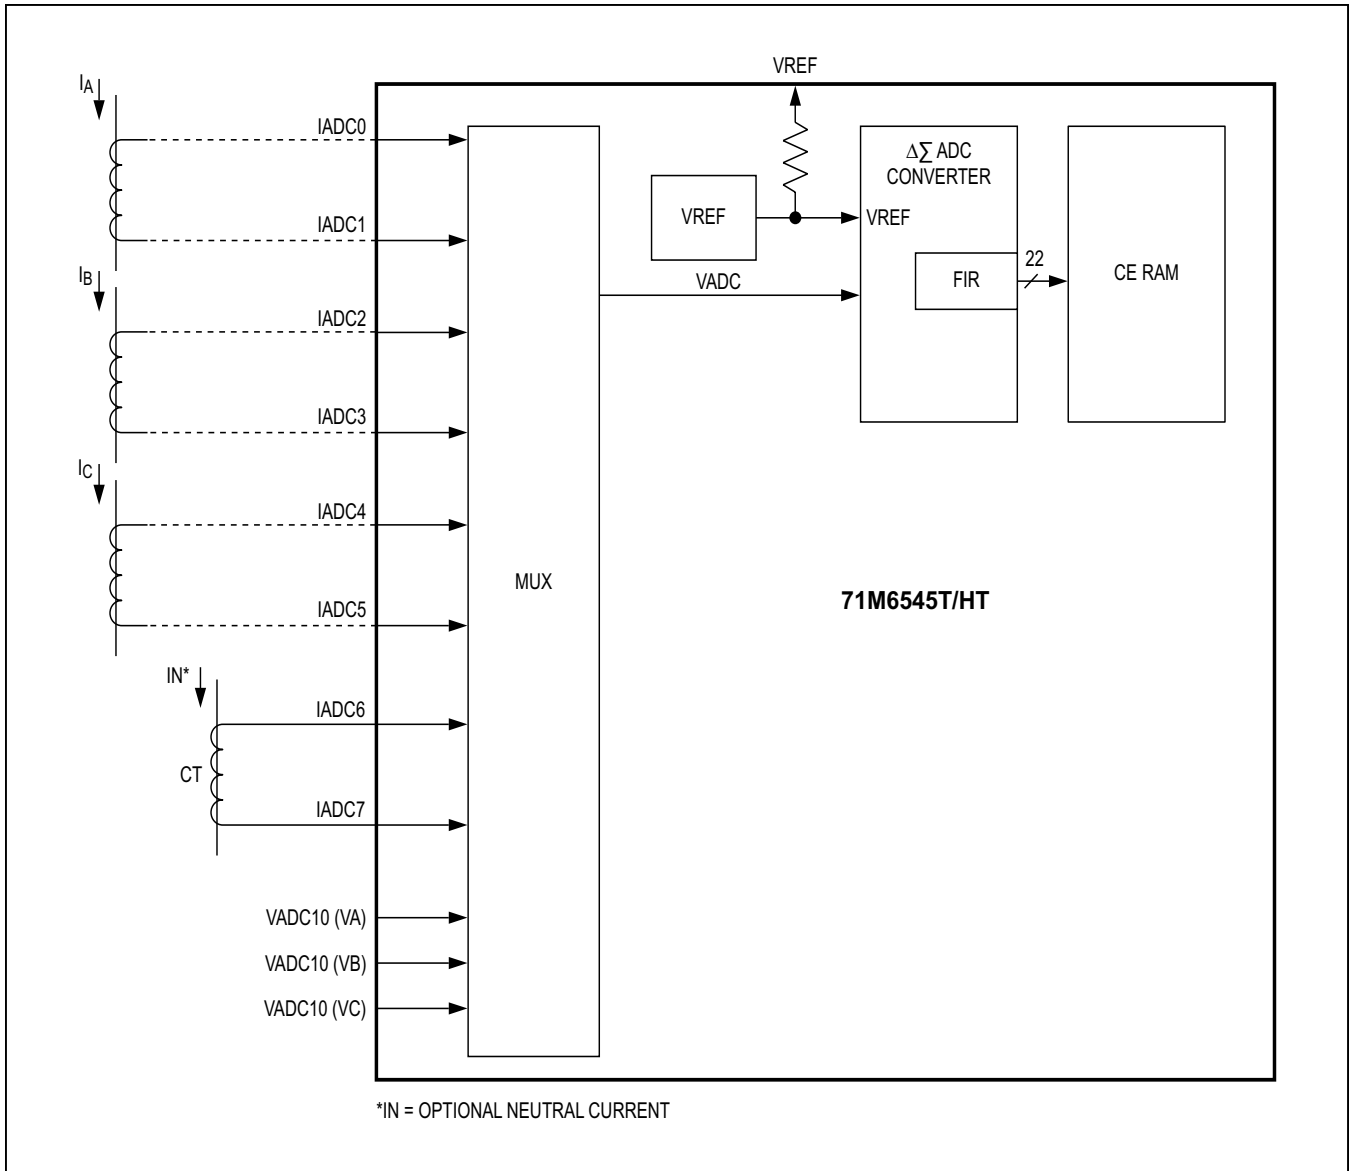 VREF
IA
IADC0
IADC1
IB
IADC2
IADC3
IC
IADC4
IADC5
IN*
IADC6
CT
IADC7
VADC10 (VA)
VADC10 (VB)
VADC10 (VC)
MUX
VREF
VADC
Δ∑ ADC
CONVERTER
VREF
FIR
22
CE RAM
71M6545T/HT
*IN = OPTIONAL NEUTRAL CURRENT